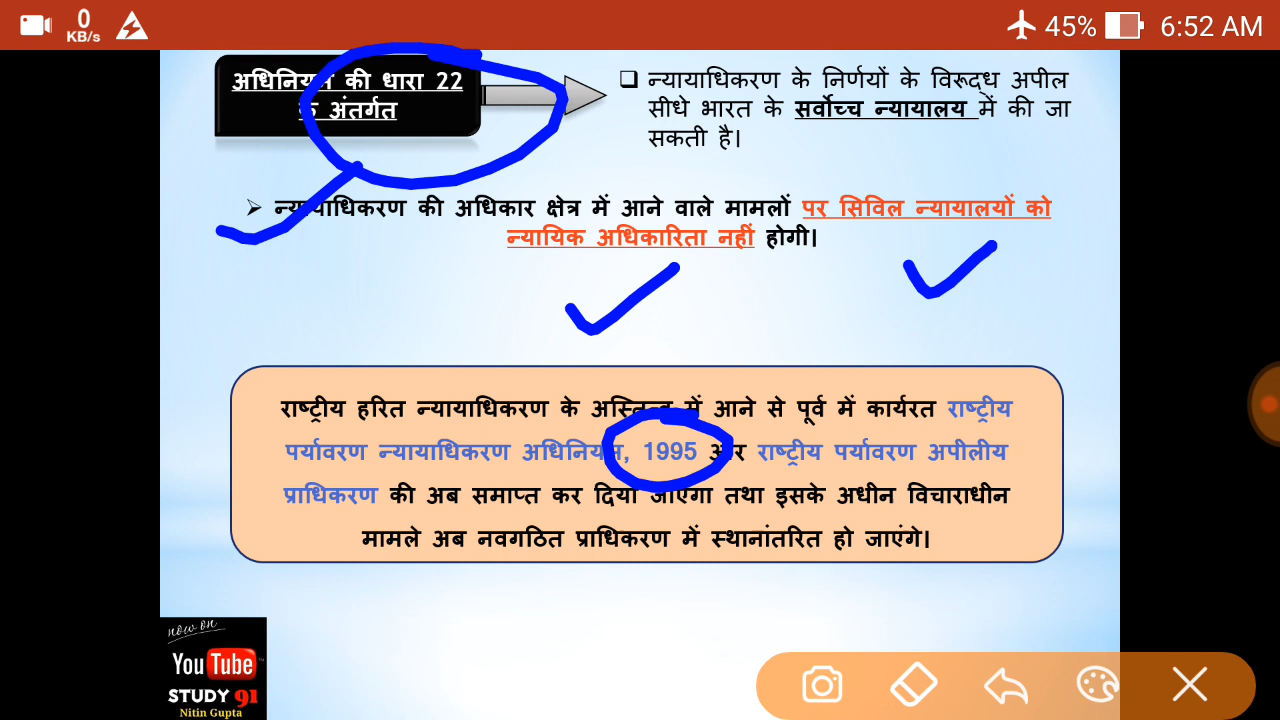 0
KB/s
45%
6:52 AM
अधिनियम की धारा 22
के अंतर्गत
न्यायाधिकरण के निर्णयों के विरूद्ध अपील
सीधे भारत के सर्वोच्च न्यायालय में की जा
सकती है।
न्यायाधिकरण की अधिकार क्षेत्र में आने वाले मामलों पर सिविल न्यायालयों को
न्यायिक अधिकारिता नहीं होगी।
राष्ट्रीय हरित न्यायाधिकरण के अस्तित्व में आने से पूर्व में कार्यरत राष्ट्रीय
पर्यावरण न्यायाधिकरण अधिनियम, 1995 और राष्ट्रीय पर्यावरण अपीलीय
प्राधिकरण की अब समाप्त कर दिया जाएगा तथा इसके अधीन विचाराधीन
मामले अब नवगठित प्राधिकरण में स्थानांतरित हो जाएंगे।
now on
YouTube
STUDY 91
Nitin Gupta